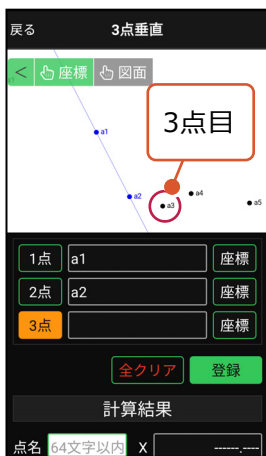 戻る 3点垂直
< 座標 図面
3点目
a1
a2
a3
a4
a5
1点 a1 座標
2点 a2 座標
3点 座標
全クリア 登録
計算結果
点名 64文字以内 X ------.----